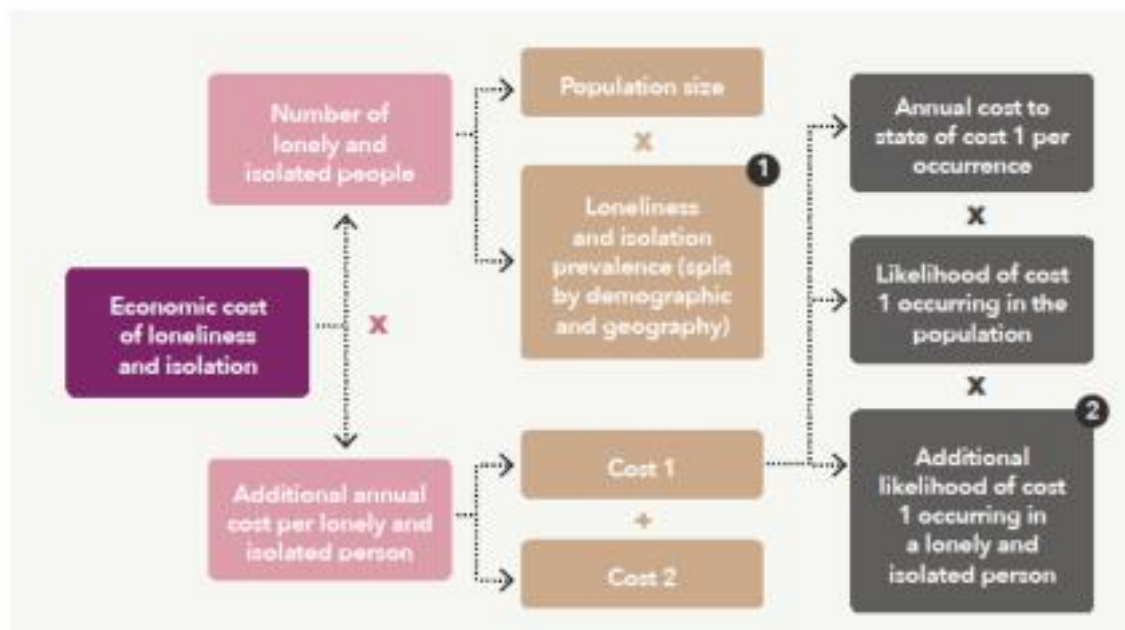 Economic cost
of loneliness
and isolation
x
Number of
lonely and
isolated people
Additional annual
cost per lonely and
isolated person
Population size
x
1
Loneliness
and isolation
prevalence (split
by demographic
and geography)
Cost 1
+
Cost 2
Annual cost to
state of cost 1 per
occurrence
x
Likelihood of cost
1 occurring in the
population
x
2
Additional
likelihood of cost
1 occurring in
a lonely and
isolated person